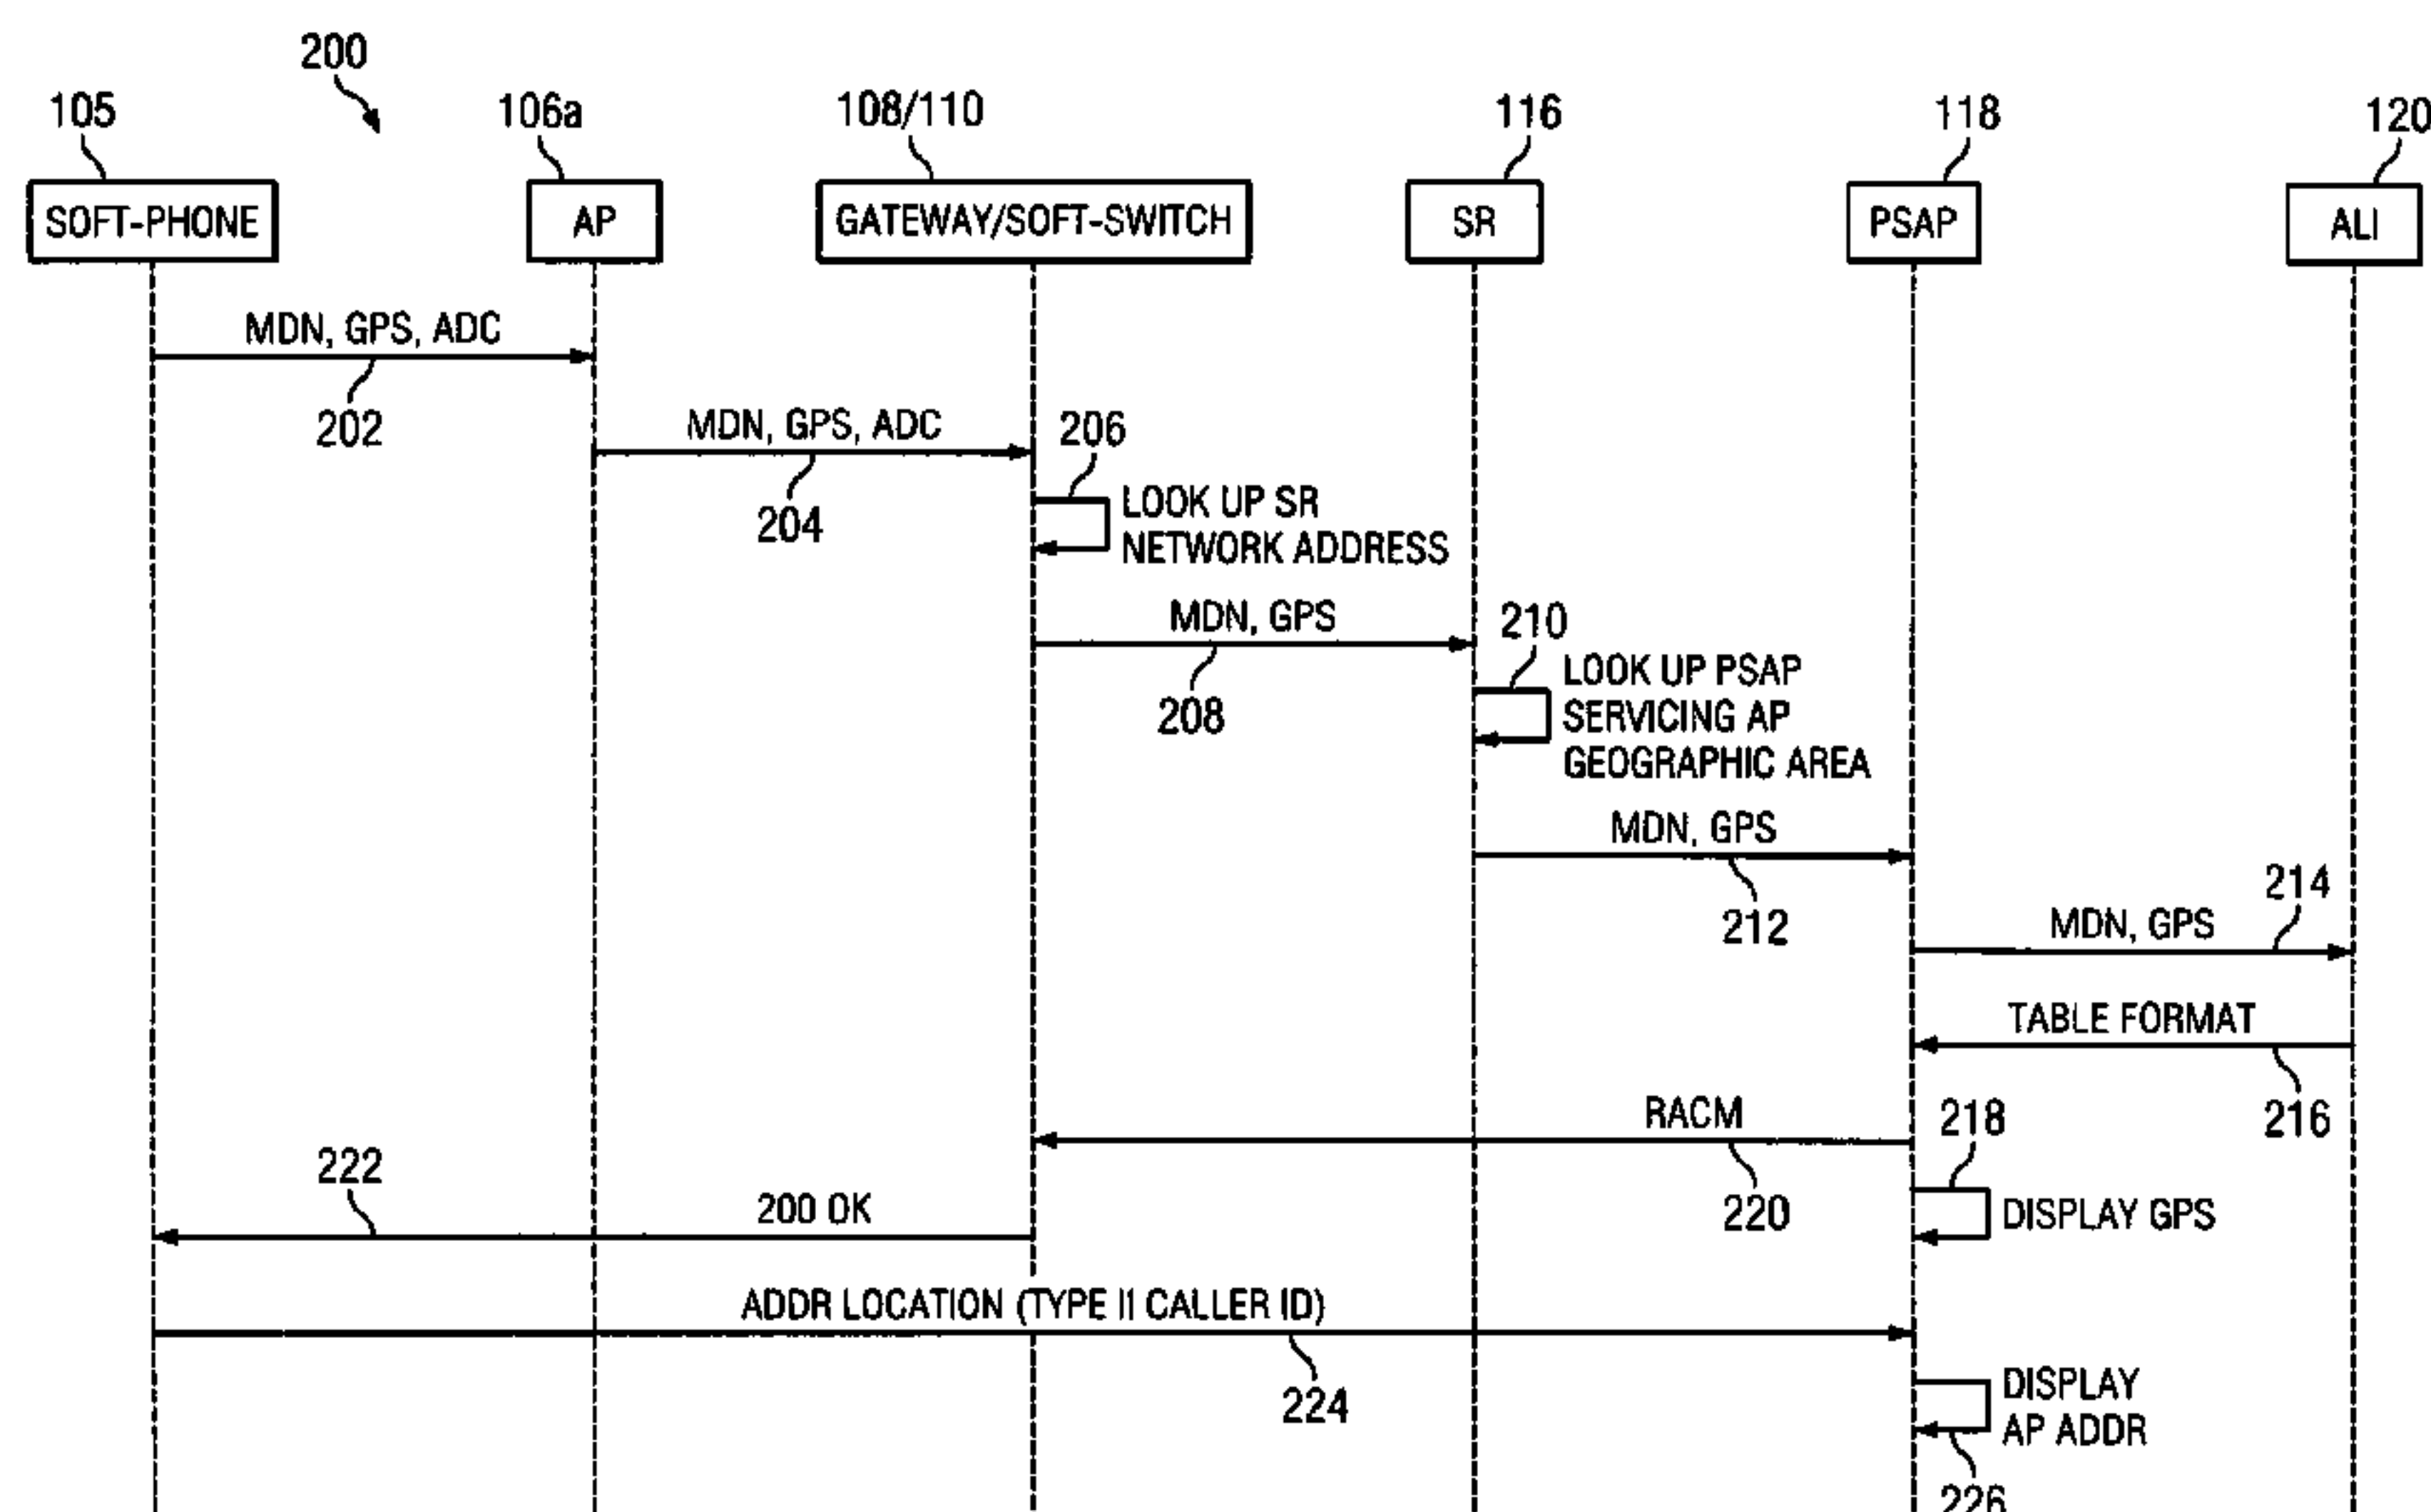 200
105
106a
108/110
116
118
120
SOFT-PHONE
AP
GATEWAY/SOFT-SWITCH
SR
PSAP
ALI
MDN, GPS, ADC
202
MDN, GPS, ADC
204
206
LOOK UP SR
NETWORK ADDRESS
MDN, GPS
208
210
LOOK UP PSAP
SERVICING AP
GEOGRAPHIC AREA
MDN, GPS
212
214
MDN, GPS
TABLE FORMAT
216
RACM
220
218
DISPLAY GPS
222
200 OK
ADDR LOCATION (TYPE II CALLER ID)
224
DISPLAY
AP ADDR
226